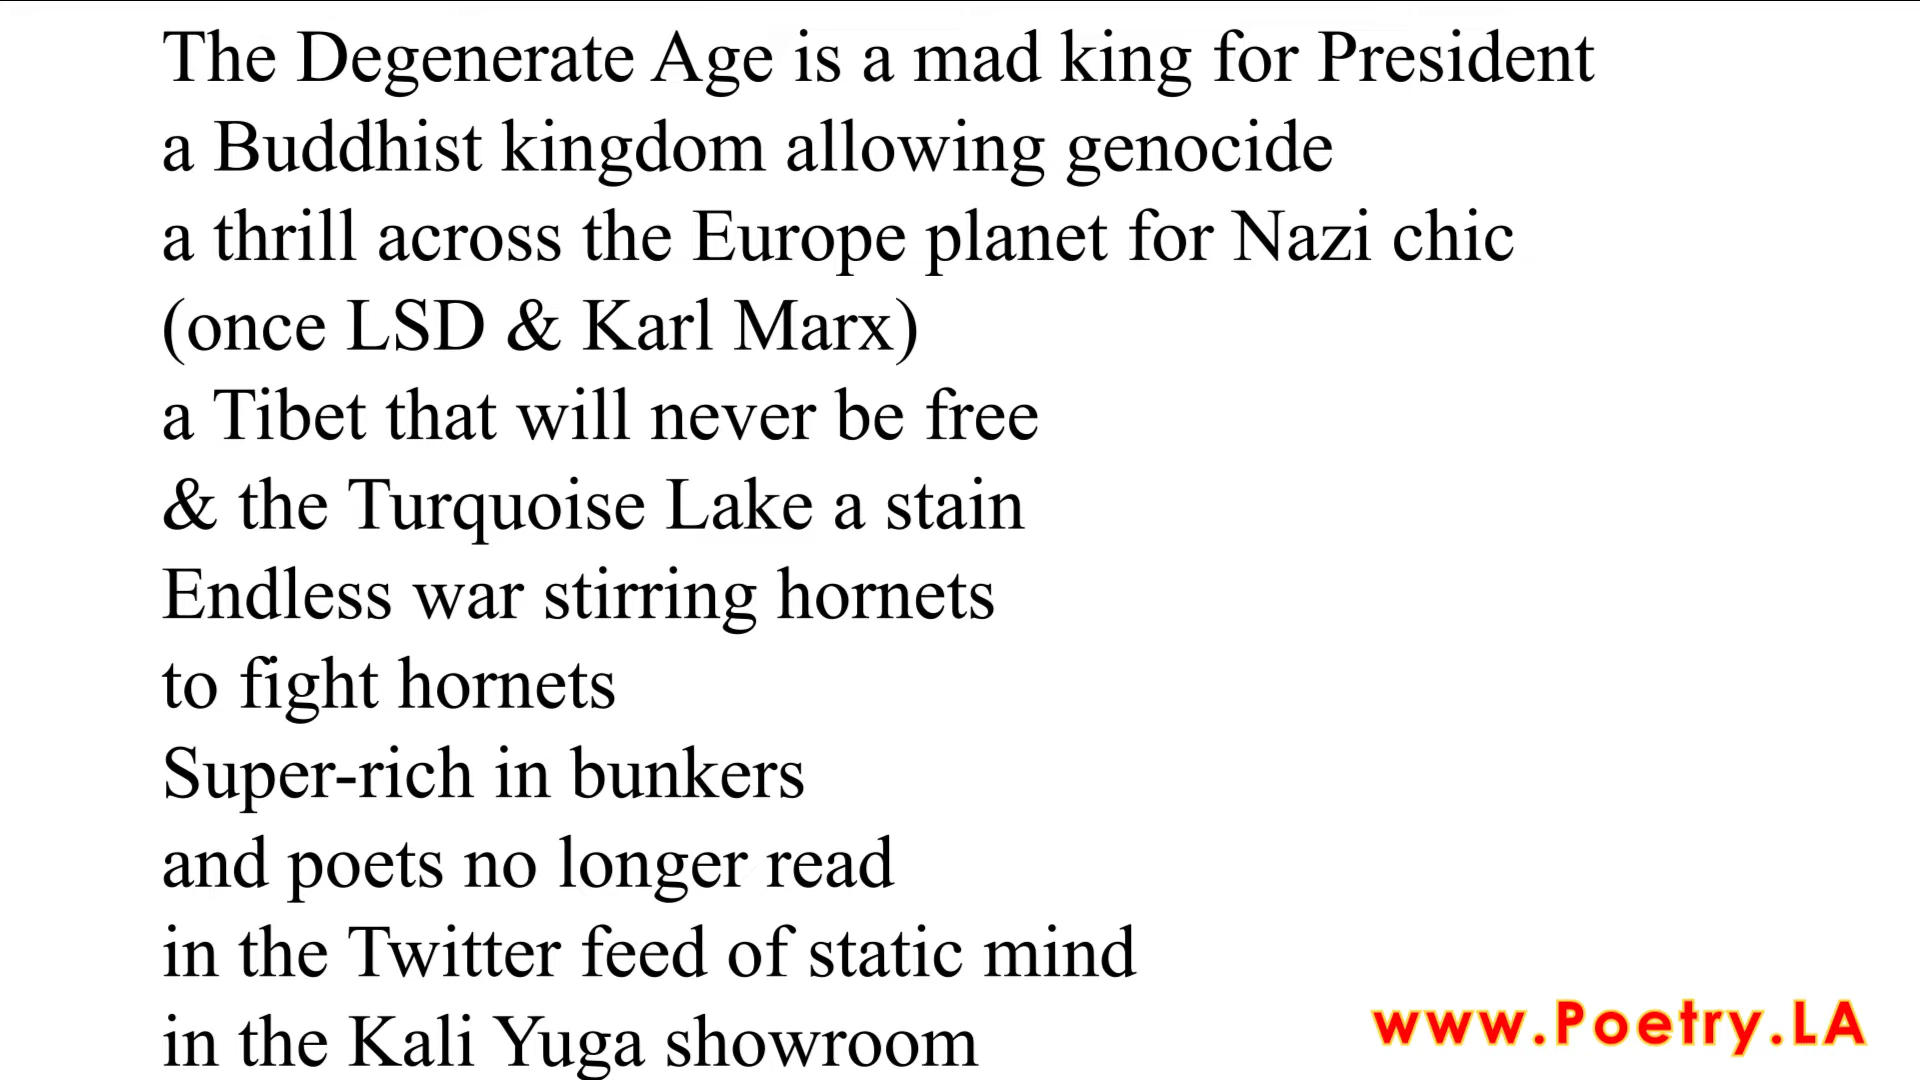 The Degenerate Age is a mad king for President
a Buddhist kingdom allowing genocide
a thrill across the Europe planet for Nazi chic
(once LSD & Karl Marx)
a Tibet that will never be free
& the Turquoise Lake a stain
Endless war stirring hornets
to fight hornets
Super-rich in bunkers
and poets no longer read
in the Twitter feed of static mind
in the Kali Yuga showroom
www.Poetry.LA